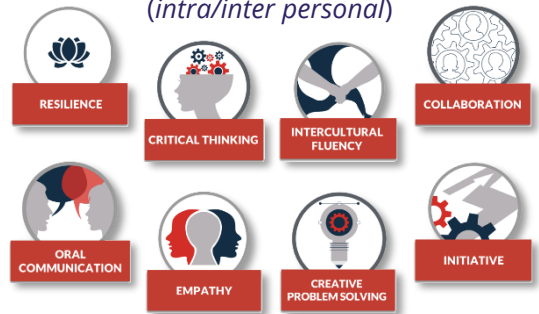 (intra/inter personal)
RESILIENCE
CRITICAL THINKING
INTERCULTURAL
FLUENCY
COLLABORATION
ORAL
COMMUNICATION
EMPATHY
CREATIVE
PROBLEM SOLVING
INITIATIVE